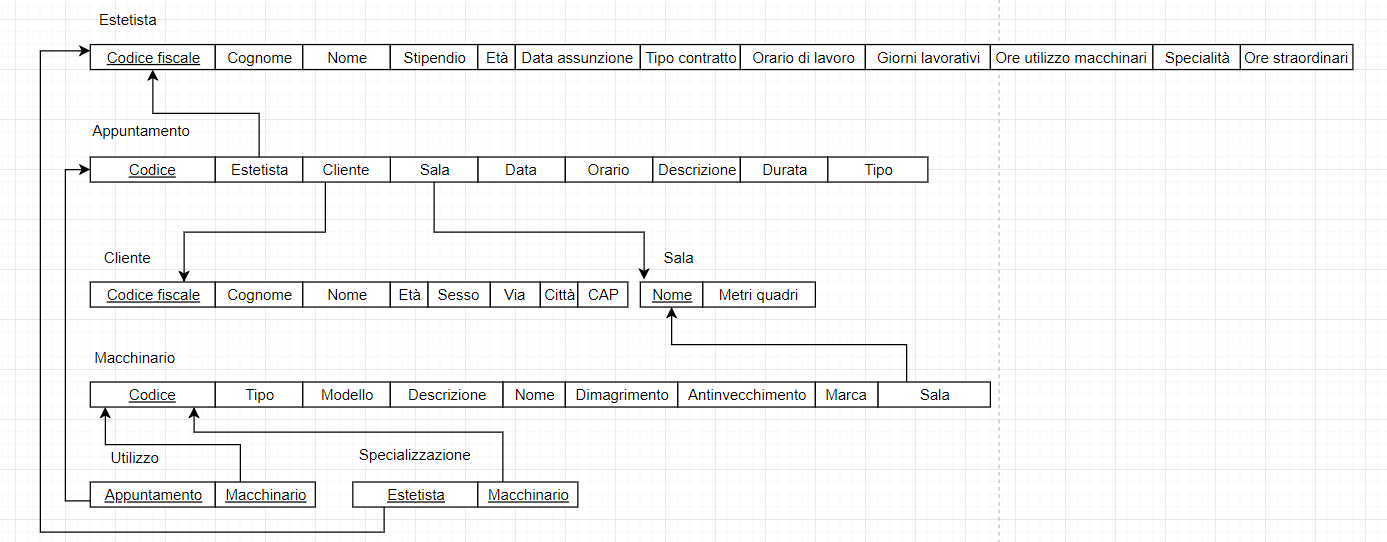 Estetista
Codice fiscale Cognome Nome Stipendio Età Data assunzione Tipo contratto Orario di lavoro Giorni lavorativi Ore utilizzo macchinari Specialità Ore straordinari
Appuntamento
Codice Estetista Cliente Sala Data Orario Descrizione Durata Tipo
Cliente Sala
Codice fiscale Cognome Nome Età Sesso Via Città CAP Nome Metri quadri
Macchinario
Codice Tipo Modello Descrizione Nome Dimagrimento Antinvecchimento Marca Sala
Utilizzo Specializzazione
Appuntamento Macchinario Estetista Macchinario